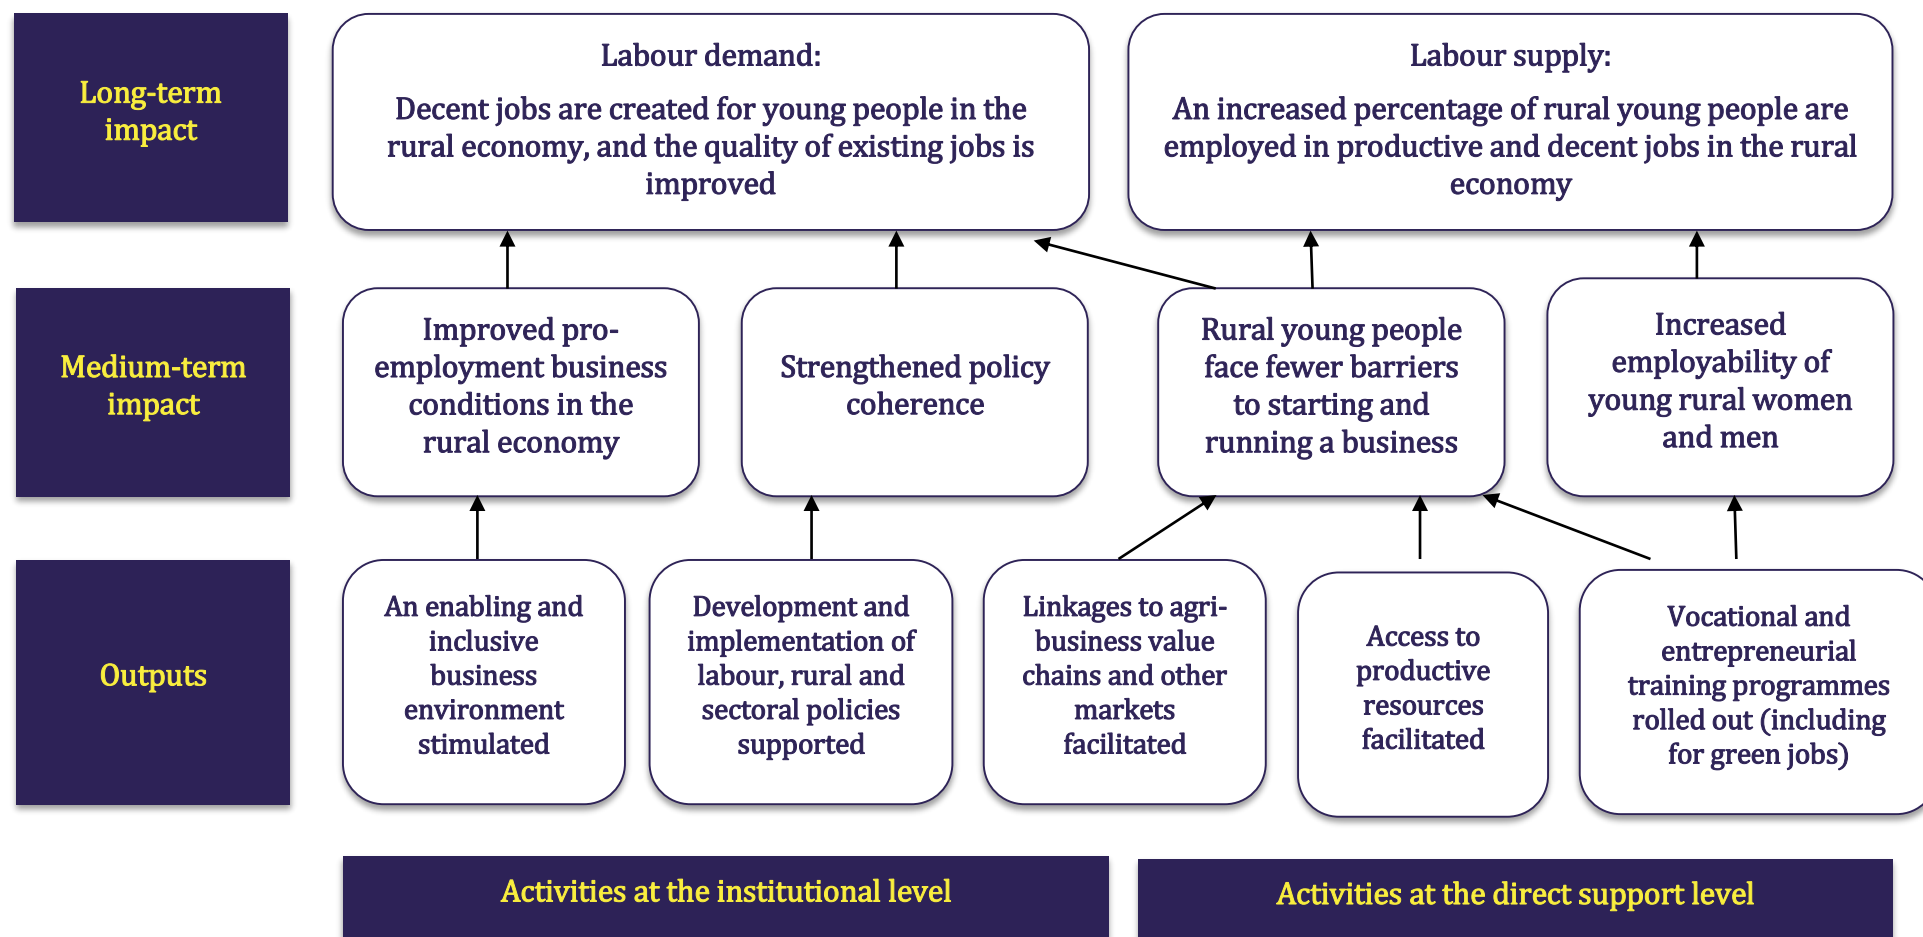 Long-term
impact
Labour demand:
Decent jobs are created for young people in the
rural economy, and the quality of existing jobs is
improved
Labour supply:
An increased percentage of rural young people are
employed in productive and decent jobs in the rural
economy
Medium-term
impact
Improved pro-
employment business
conditions in the
rural economy
Strengthened policy
coherence
Rural young people
face fewer barriers
to starting and
running a business
Increased
employability of
young rural women
and men
Outputs
An enabling and
inclusive
business
environment
stimulated
Development and
implementation of
labour, rural and
sectoral policies
supported
Linkages to agri-
business value
chains and other
markets
facilitated
Access to
productive
resources
facilitated
Vocational and
entrepreneurial
training programmes
rolled out (including
for green jobs)
Activities at the institutional level
Activities at the direct support level